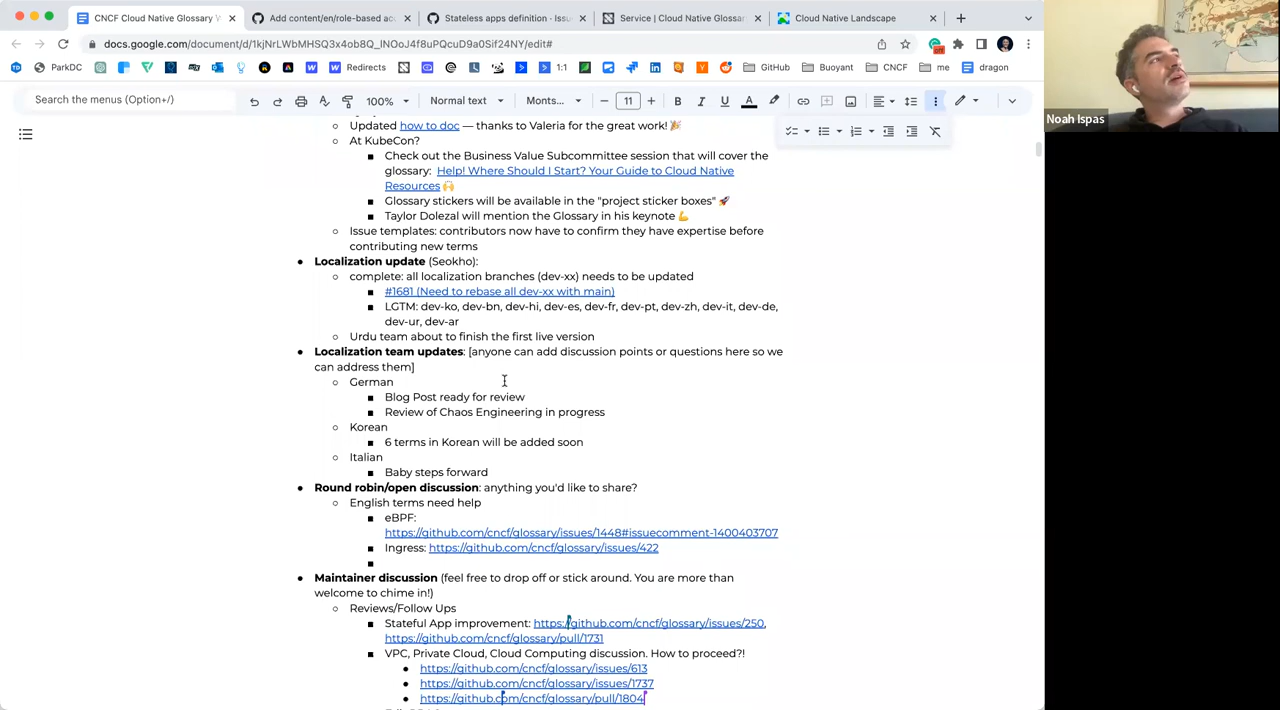 CNCF Cloud Native Glossary
Add content/en/role-based acc
Stateless apps definition · Issu
Service | Cloud Native Glossar
Cloud Native Landscape
docs.google.com/document/d/1kjNrLWbMHSQ3x4ob8Q_lNOoJ4f8uPQcuD9a0Sif24NY/edit#
off
ParkDC
Redirects
1:1
GitHub
Buoyant
CNCF
me
dragon
Search the menus (Option+/)
100%
Normal text
Monts...
11
Noah Ispas
Updated how to doc — thanks to Valeria for the great work! 🎉
At KubeCon?
Check out the Business Value Subcommittee session that will cover the
glossary: Help! Where Should I Start? Your Guide to Cloud Native
Resources 🙌
Glossary stickers will be available in the "project sticker boxes" 🚀
Taylor Dolezal will mention the Glossary in his keynote 💪
Issue templates: contributors now have to confirm they have expertise before
contributing new terms
Localization update (Seokho):
complete: all localization branches (dev-xx) needs to be updated
#1681 (Need to rebase all dev-xx with main)
LGTM: dev-ko, dev-bn, dev-hi, dev-es, dev-fr, dev-pt, dev-zh, dev-it, dev-de,
dev-ur, dev-ar
Urdu team about to finish the first live version
Localization team updates: [anyone can add discussion points or questions here so we
can address them]
German
Blog Post ready for review
Review of Chaos Engineering in progress
Korean
6 terms in Korean will be added soon
Italian
Baby steps forward
Round robin/open discussion: anything you'd like to share?
English terms need help
eBPF:
https://github.com/cncf/glossary/issues/1448#issuecomment-1400403707
Ingress: https://github.com/cncf/glossary/issues/422
Maintainer discussion (feel free to drop off or stick around. You are more than
welcome to chime in!)
Reviews/Follow Ups
Stateful App improvement: https://github.com/cncf/glossary/issues/250,
https://github.com/cncf/glossary/pull/1731
VPC, Private Cloud, Cloud Computing discussion. How to proceed?!
https://github.com/cncf/glossary/issues/613
https://github.com/cncf/glossary/issues/1737
https://github.com/cncf/glossary/pull/1804